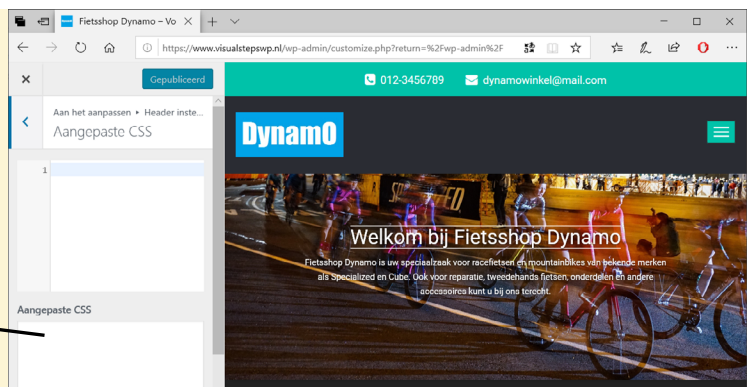 Fietsshop Dynamo – Vo
https://www.visualstepswp.nl/wp-admin/customize.php?return=%2Fwp-admin%2F
Gepubliceerd
Aan het aanpassen ▸ Header inste...
Aangepaste CSS
1
Aangepaste CSS
012-3456789 dynamowinkel@mail.com
Dynam0
Welkom bij Fietsshop Dynamo
Fietsshop Dynamo is uw speciaalzaak voor racefietsen en mountainbikes van bekende merken
als Specialized en Cube. Ook voor reparatie, tweedehands fietsen, onderdelen en andere
accessoires kunt u bij ons terecht.